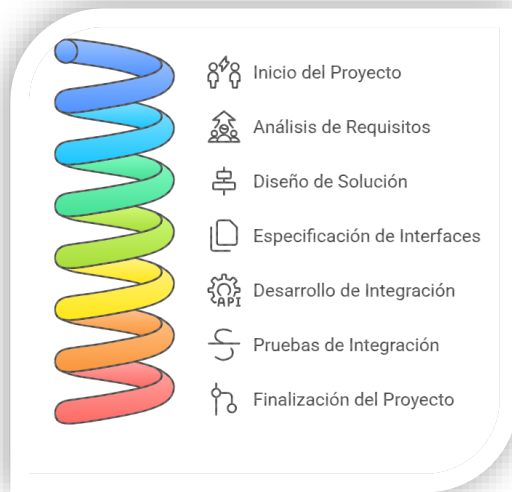 Inicio del Proyecto
Análisis de Requisitos
Diseño de Solución
Especificación de Interfaces
API
Desarrollo de Integración
Pruebas de Integración
Finalización del Proyecto